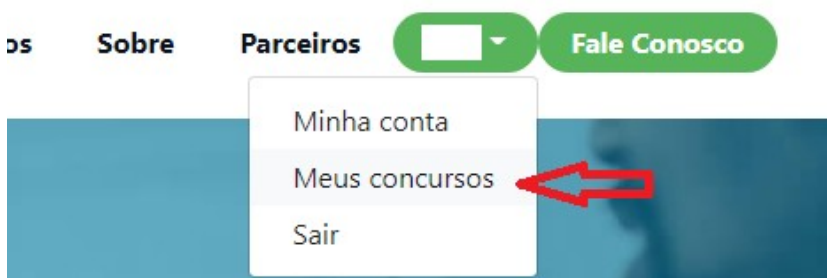 os Sobre Parceiros Fale Conosco
Minha conta
Meus concursos
Sair